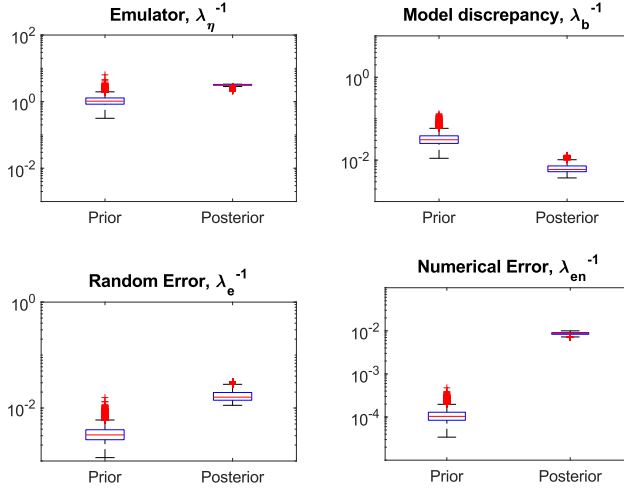 Emulator, λη⁻¹
10²
10⁰
10⁻²
Prior
Posterior
Model discrepancy, λb⁻¹
10⁰
10⁻²
Prior
Posterior
Random Error, λe⁻¹
10⁰
10⁻²
Prior
Posterior
Numerical Error, λen⁻¹
10⁻²
10⁻³
10⁻⁴
Prior
Posterior